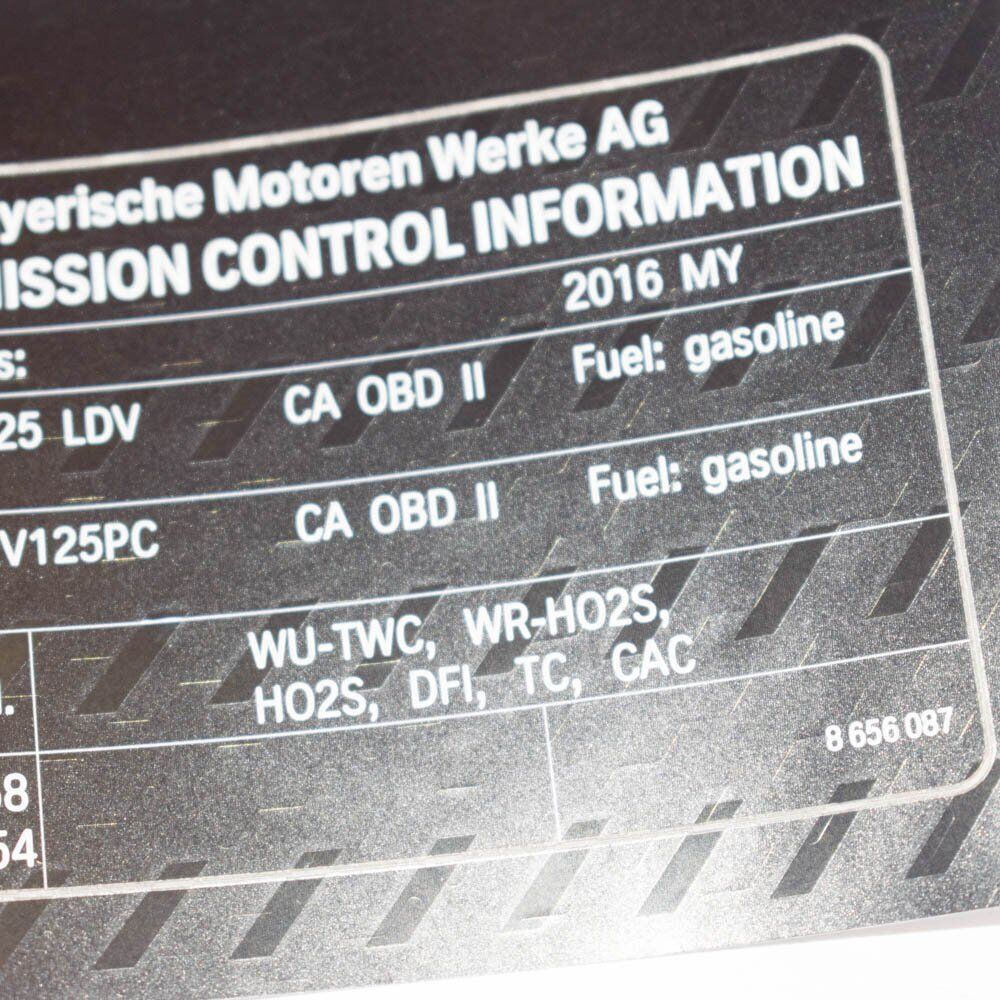 yerische Motoren Werke AG
ISSION CONTROL INFORMATION
s: 2016 MY
25 LDV CA OBD II Fuel: gasoline
V125PC CA OBD II Fuel: gasoline
WU-TWC, WR-HO2S,
HO2S, DFI, TC, CAC
8 656 087
8
54